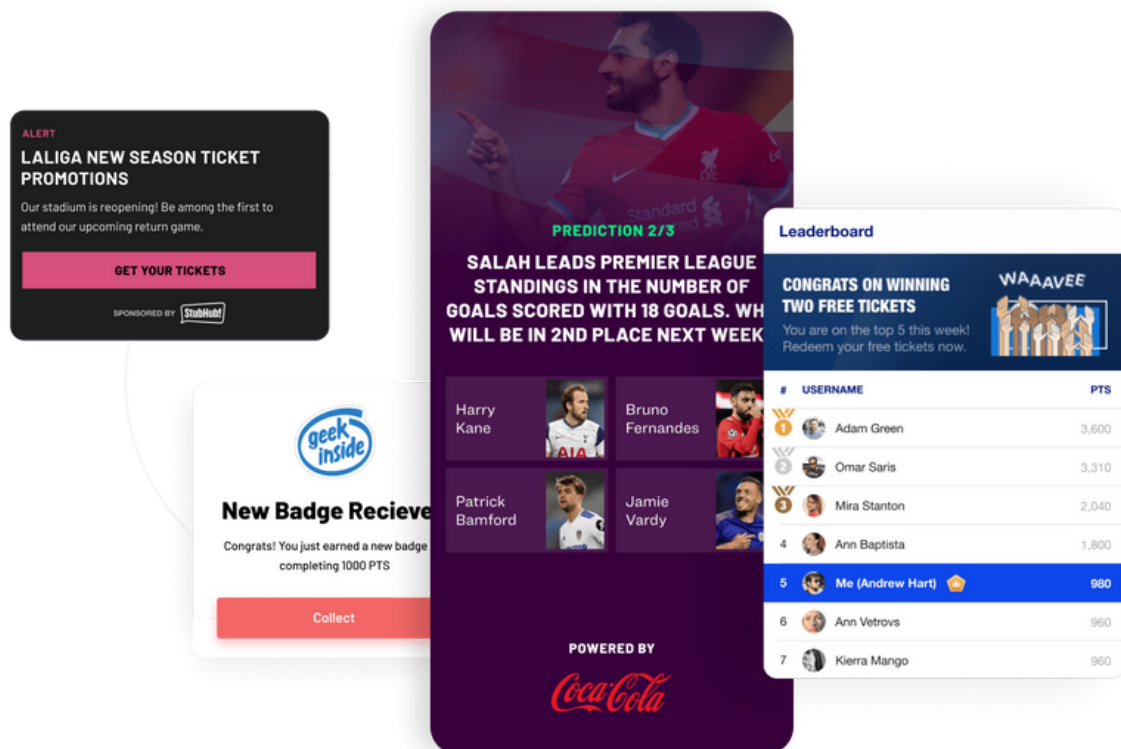 ALERT
LALIGA NEW SEASON TICKET
PROMOTIONS
Our stadium is reopening! Be among the first to
attend our upcoming return game.
GET YOUR TICKETS
SPONSORED BY StubHub!
geek
inside
New Badge Recieve
Congrats! You just earned a new badge
completing 1000 PTS
Collect
Standard
Chartered
PREDICTION 2/3
SALAH LEADS PREMIER LEAGUE
STANDINGS IN THE NUMBER OF
GOALS SCORED WITH 18 GOALS. WH
WILL BE IN 2ND PLACE NEXT WEEK
Harry
Kane
AIA
Bruno
Fernandes
Patrick
Bamford
Jamie
Vardy
POWERED BY
Coca-Cola
Leaderboard
CONGRATS ON WINNING
TWO FREE TICKETS
You are on the top 5 this week!
Redeem your free tickets now.
WAAAVEE
# USERNAME PTS
1 Adam Green 3,600
2 Omar Saris 3,310
3 Mira Stanton 2,040
4 Ann Baptista 1,800
5 Me (Andrew Hart) 980
6 Ann Vetrovs 960
7 Kierra Mango 960